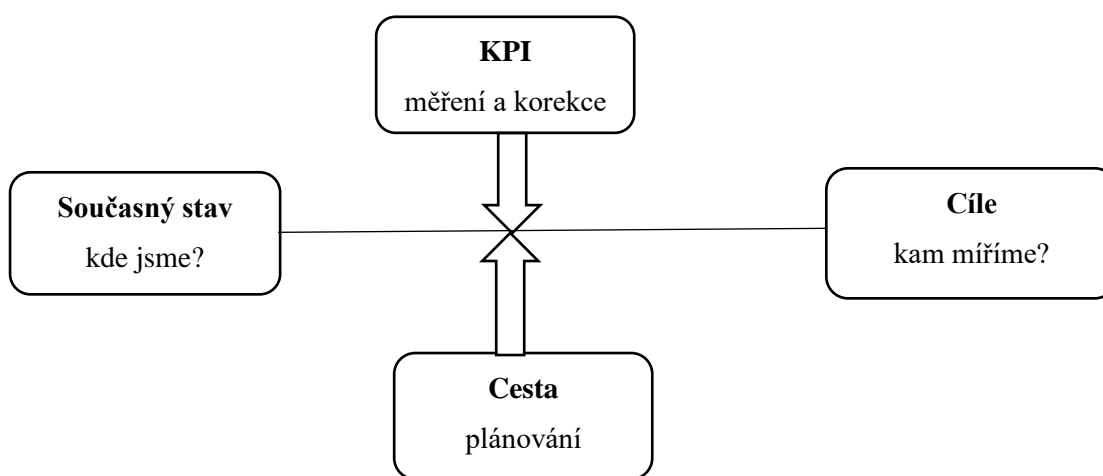 KPI
měření a korekce
Současný stav
kde jsme?
Cíle
kam míříme?
Cesta
plánování